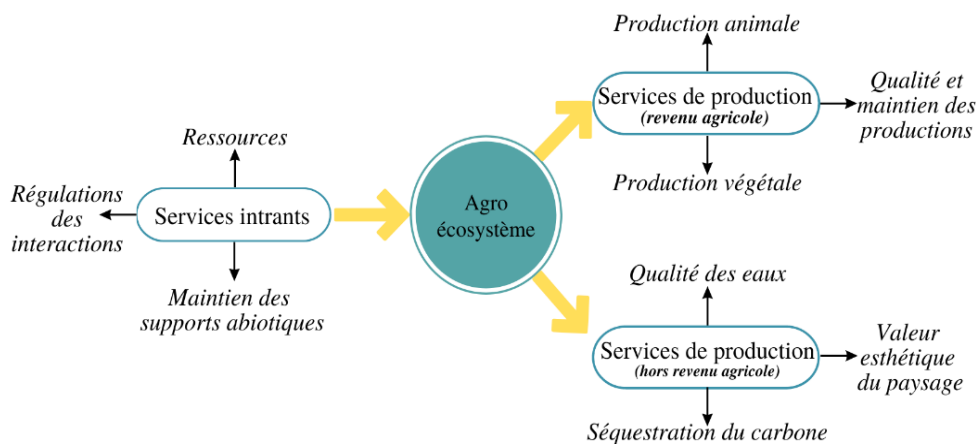 Ressources
Régulations
des
interactions
Services intrants
Maintien des
supports abiotiques
Agro
écosystème
Production animale
Services de production
(revenu agricole)
Qualité et
maintien des
productions
Production végétale
Qualité des eaux
Services de production
(hors revenu agricole)
Valeur
esthétique
du paysage
Séquestration du carbone